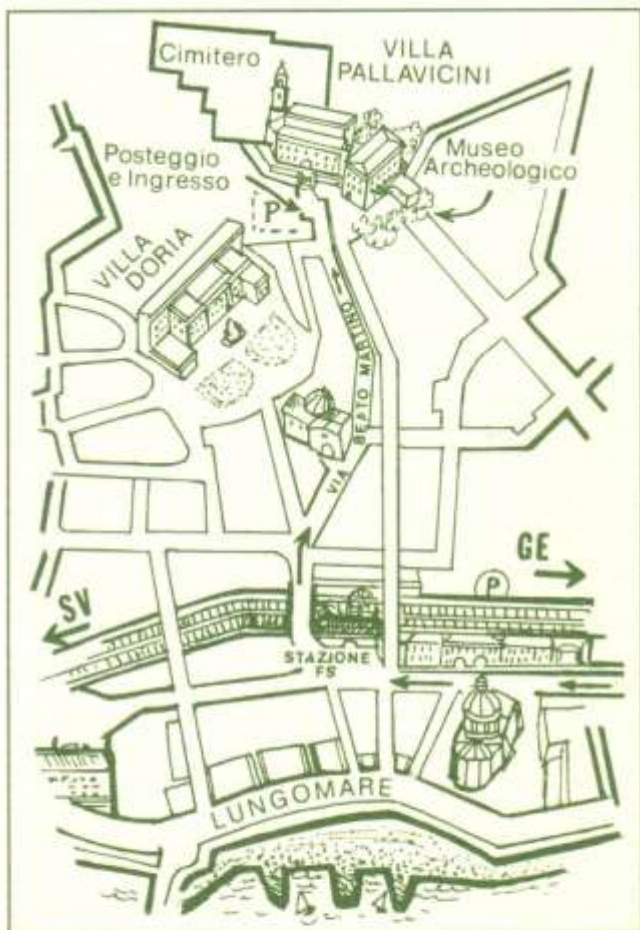 Cimitero
VILLA
PALLAVICINI
Posteggio
e Ingresso
Museo
Archeologico
P
VILLA
DORIA
VIA BEATO MARTINO
GE
P
SV
STAZIONE
FS
LUNGOMARE